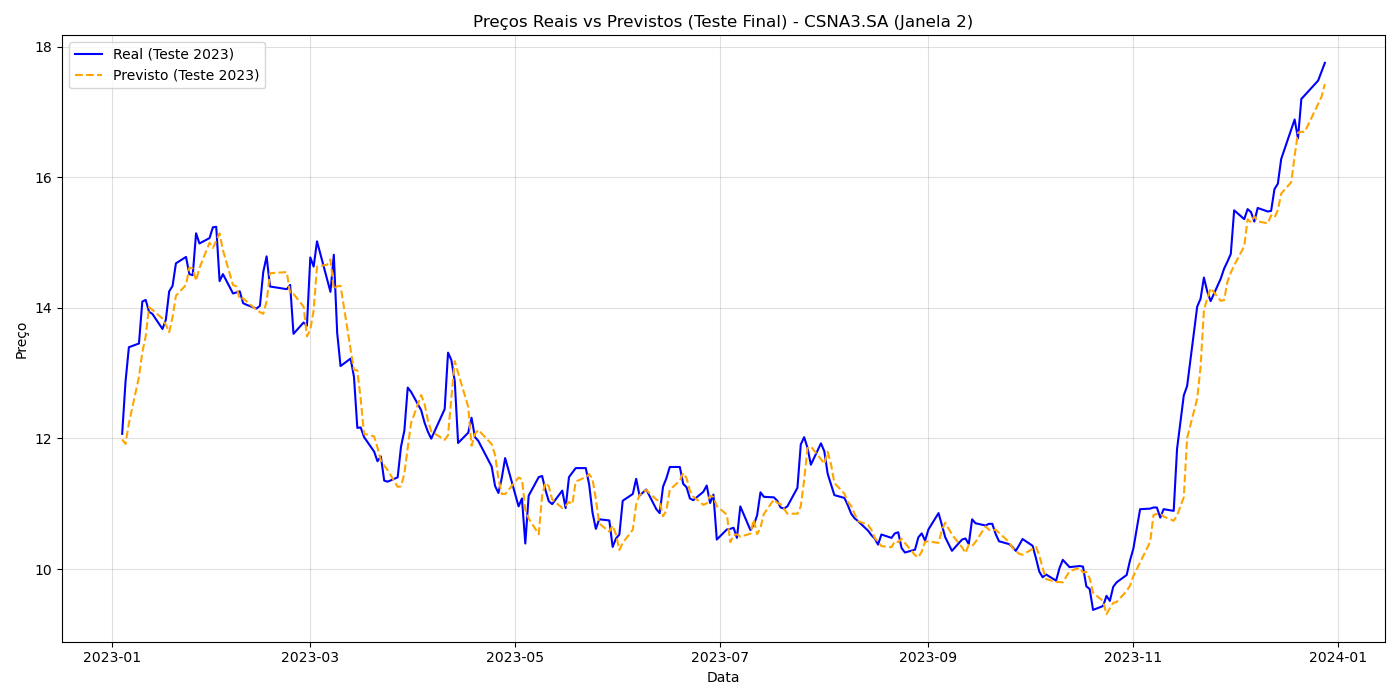 Preços Reais vs Previstos (Teste Final) - CSNA3.SA (Janela 2)
Real (Teste 2023)
Previsto (Teste 2023)
Preço
18
16
14
12
10
2023-01
2023-03
2023-05
2023-07
2023-09
2023-11
2024-01
Data